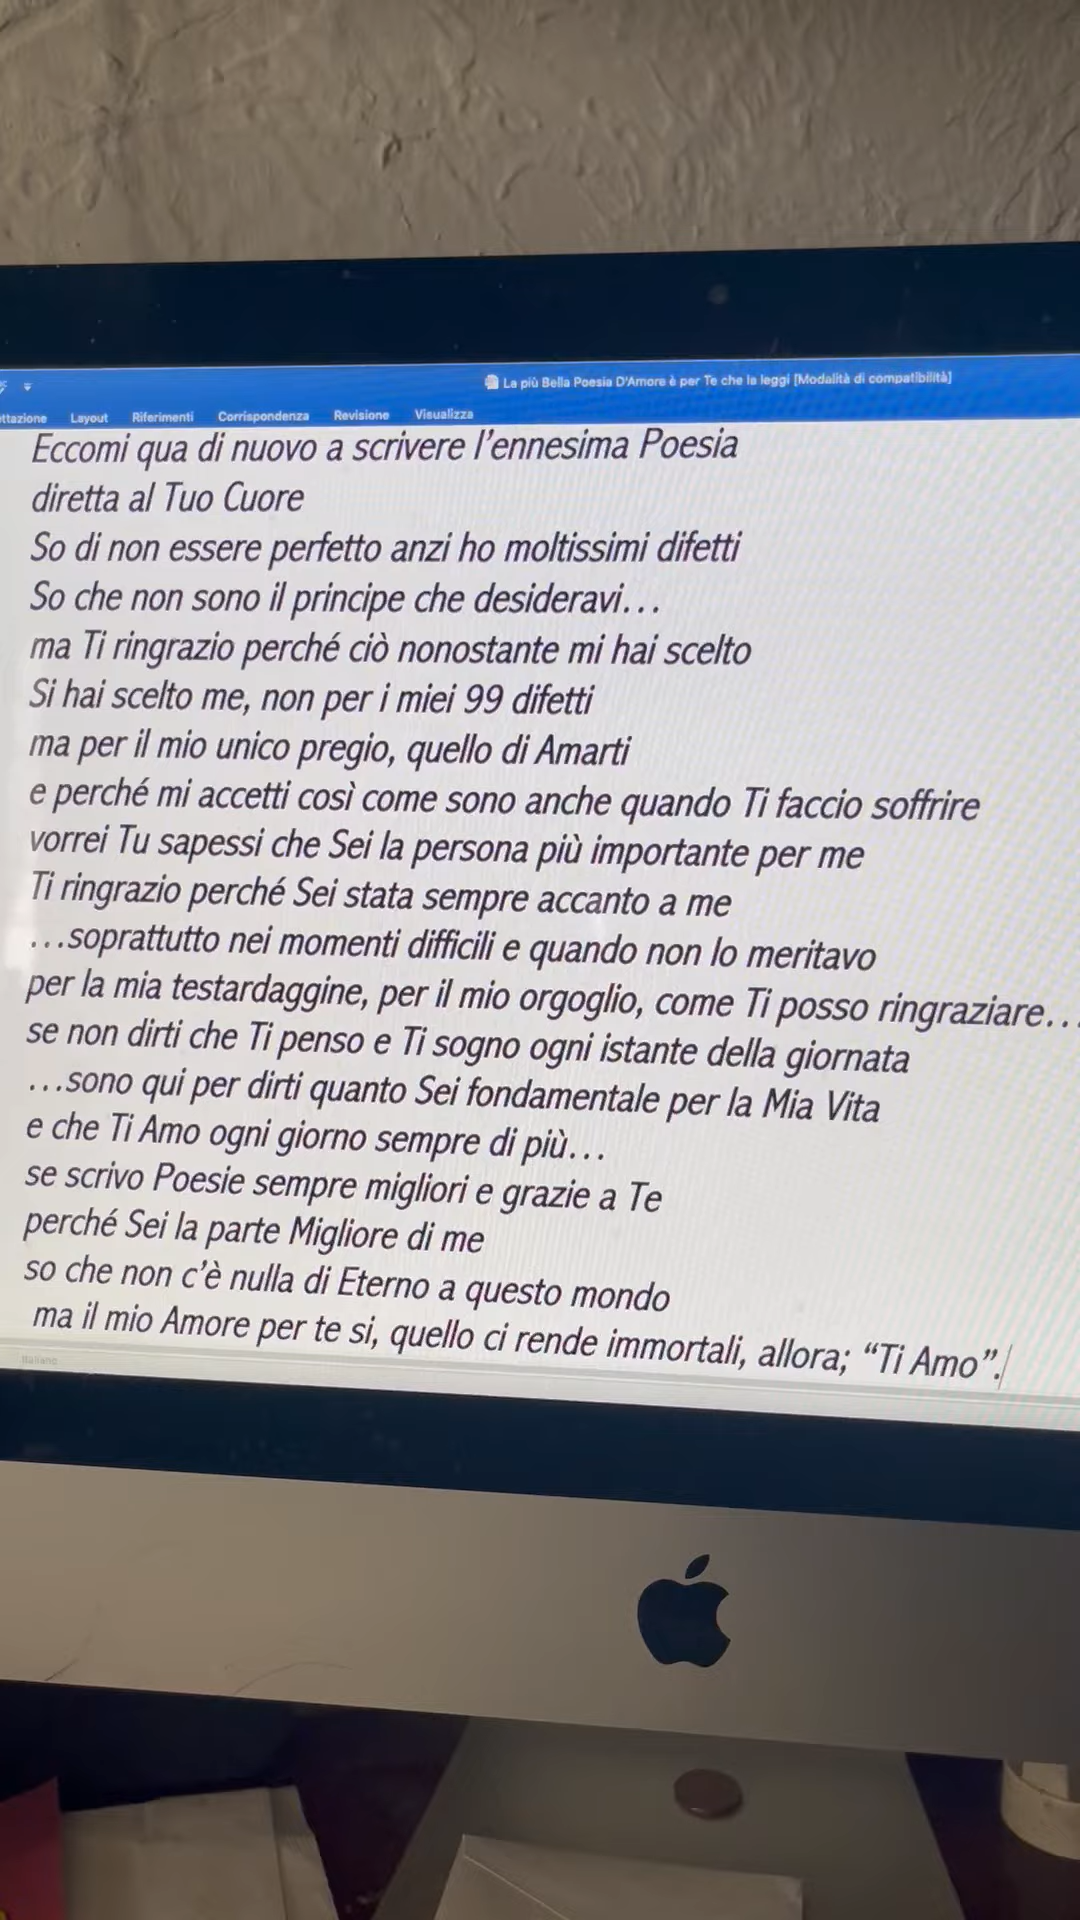 La più Bella Poesia D'Amore è per Te che la leggi [Modalità di compatibilità]
ttazione Layout Riferimenti Corrispondenza Revisione Visualizza
Eccomi qua di nuovo a scrivere l'ennesima Poesia
diretta al Tuo Cuore
So di non essere perfetto anzi ho moltissimi difetti
So che non sono il principe che desideravi…
ma Ti ringrazio perché ciò nonostante mi hai scelto
Si hai scelto me, non per i miei 99 difetti
ma per il mio unico pregio, quello di Amarti
e perché mi accetti così come sono anche quando Ti faccio soffrire
vorrei Tu sapessi che Sei la persona più importante per me
Ti ringrazio perché Sei stata sempre accanto a me
…soprattutto nei momenti difficili e quando non lo meritavo
per la mia testardaggine, per il mio orgoglio, come Ti posso ringraziare…
se non dirti che Ti penso e Ti sogno ogni istante della giornata
…sono qui per dirti quanto Sei fondamentale per la Mia Vita
e che Ti Amo ogni giorno sempre di più…
se scrivo Poesie sempre migliori e grazie a Te
perché Sei la parte Migliore di me
so che non c'è nulla di Eterno a questo mondo
ma il mio Amore per te si, quello ci rende immortali, allora; “Ti Amo”.
Italiano